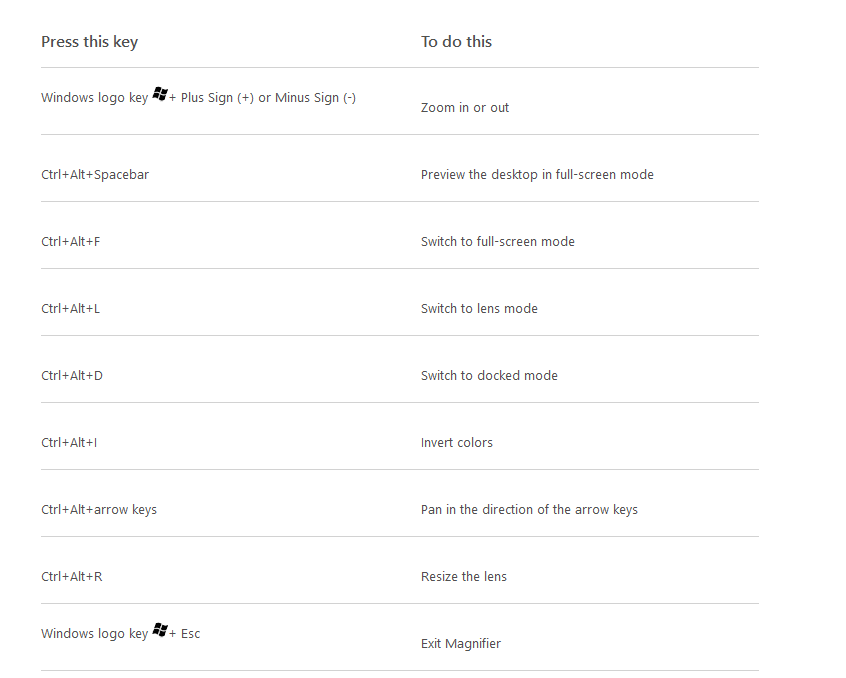 Press this key To do this
Windows logo key + Plus Sign (+) or Minus Sign (-) Zoom in or out
Ctrl+Alt+Spacebar Preview the desktop in full-screen mode
Ctrl+Alt+F Switch to full-screen mode
Ctrl+Alt+L Switch to lens mode
Ctrl+Alt+D Switch to docked mode
Ctrl+Alt+I Invert colors
Ctrl+Alt+arrow keys Pan in the direction of the arrow keys
Ctrl+Alt+R Resize the lens
Windows logo key + Esc Exit Magnifier